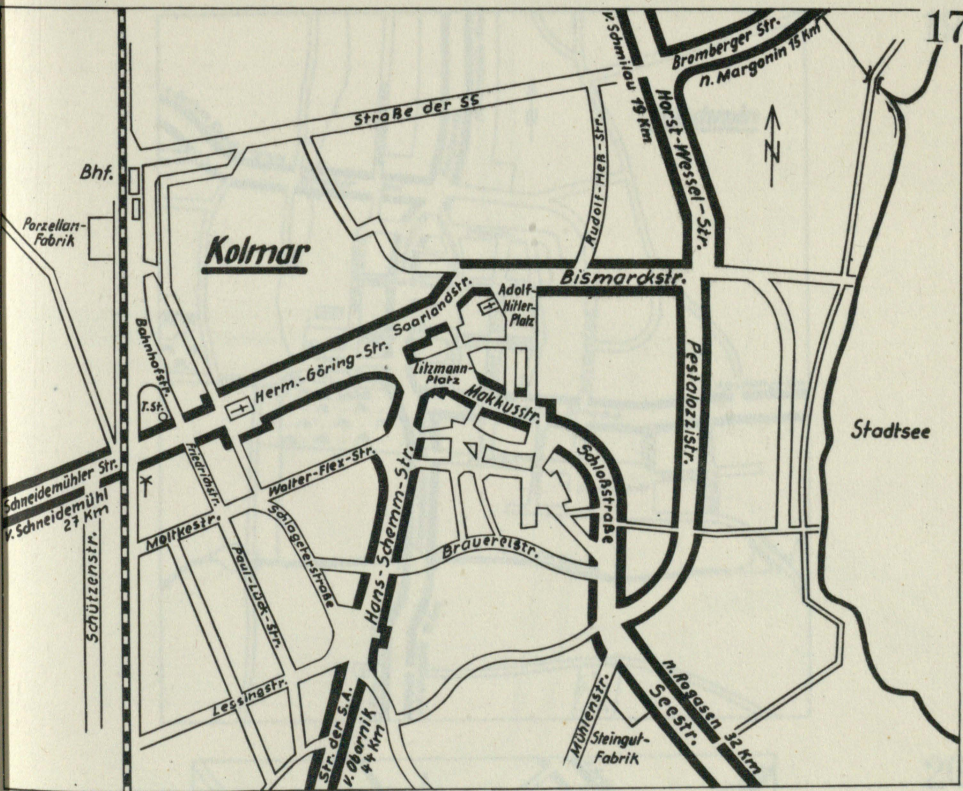 17
Bromberger Str.
n. Margonin 15 Km
v. Schmilau 19 Km
Horst-Wessel-Str.
Straße der SS
Rudolf-Heß-Str.
N
Bhf.
Porzellan-
Fabrik
Kolmar
Bismarckstr.
Adolf-
Hitler-
Platz
Saarlandstr.
Herm.-Göring-Str.
Litzmann-
Platz
Makkusstr.
Bahnhofstr.
T.St.
Pestalozzistr.
Stadtsee
Schloßstraße
Schneidemühler Str.
v. Schneidemühl
27 Km
Friedrichstr.
Walter-Flex-Str.
Moltkestr.
Schlageterstraße
Hans-Schemm-Str.
Brauereistr.
Schützenstr.
Paul-Lück-Str.
Lessingstr.
Str. der S.A.
v. Obornik
44 Km
Mühlenstr.
Steingut-
Fabrik
Seestr.
n. Rogasen 32 Km